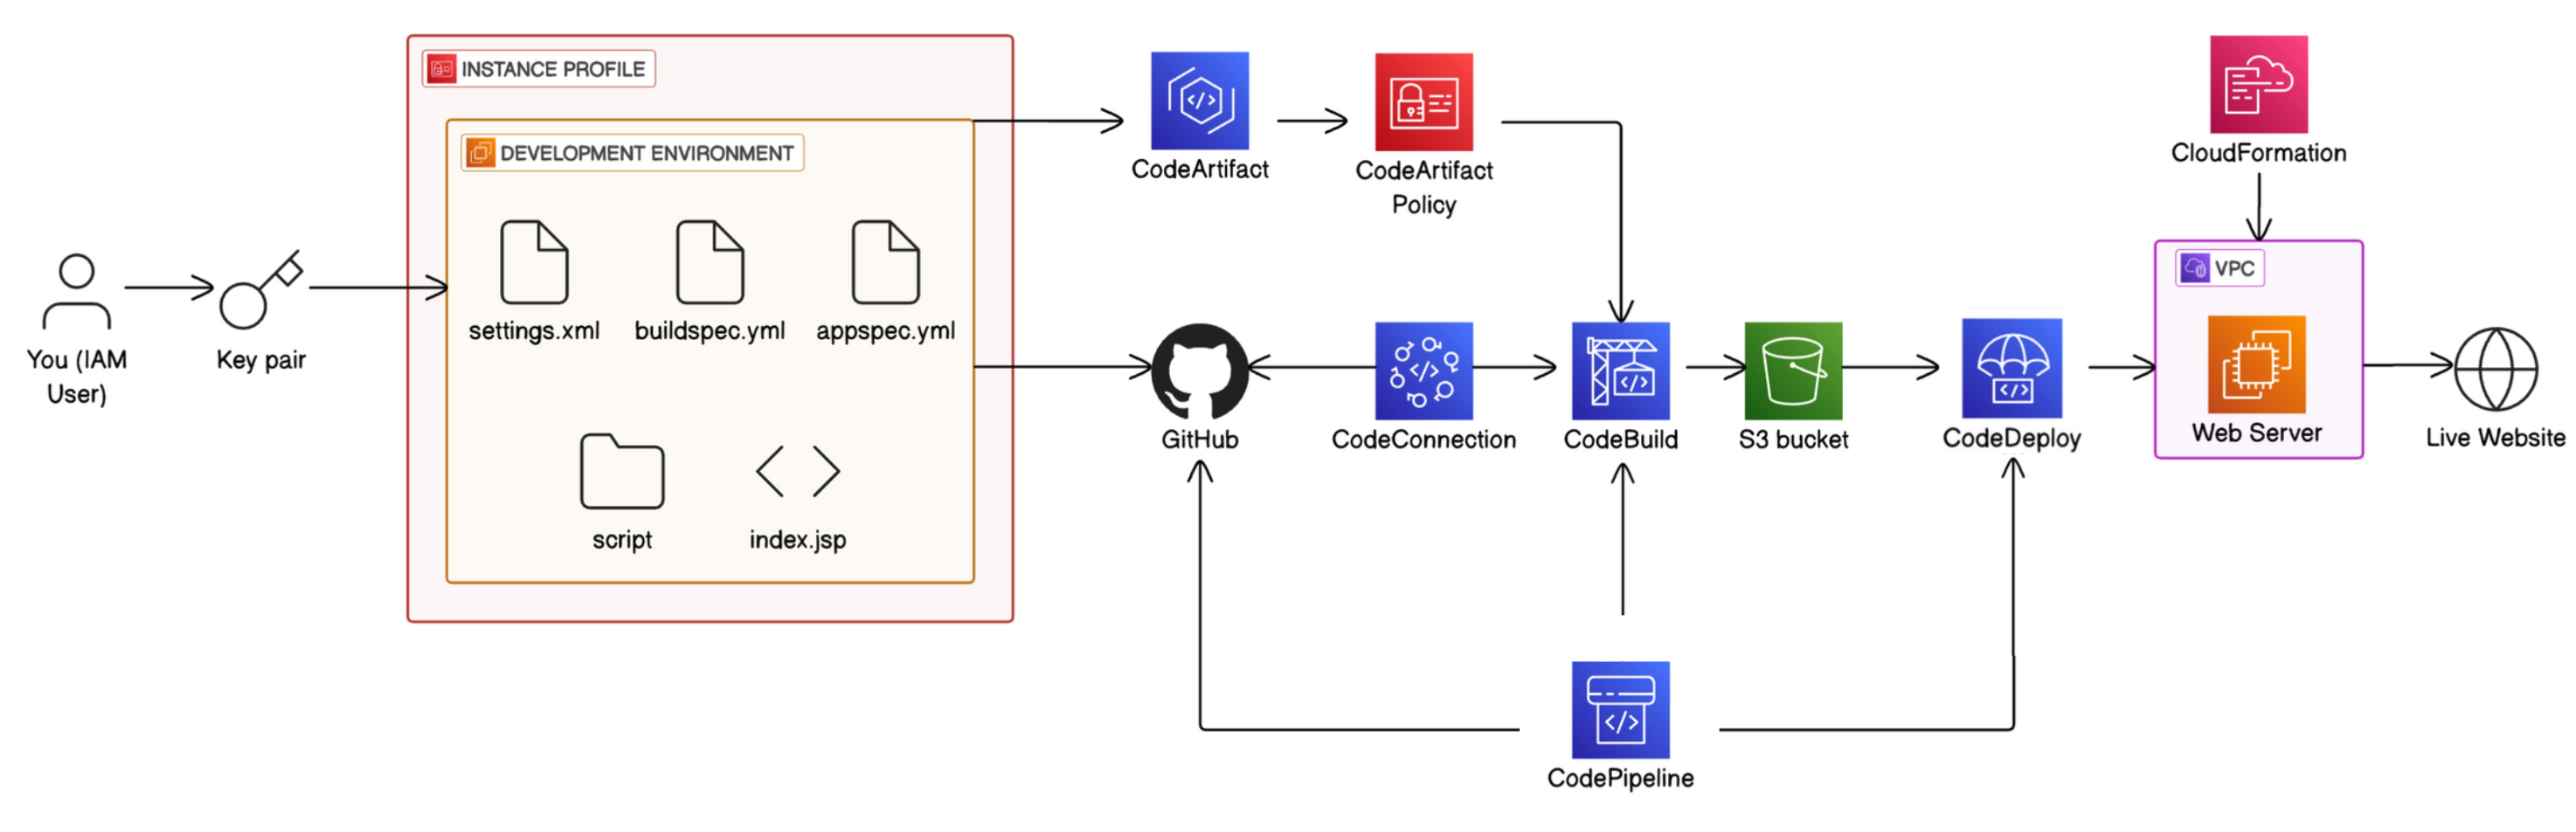 INSTANCE PROFILE
DEVELOPMENT ENVIRONMENT
settings.xml
buildspec.yml
appspec.yml
script
index.jsp
You (IAM
User)
Key pair
CodeArtifact
CodeArtifact
Policy
CloudFormation
VPC
Web Server
GitHub
CodeConnection
CodeBuild
S3 bucket
CodeDeploy
Live Website
CodePipeline